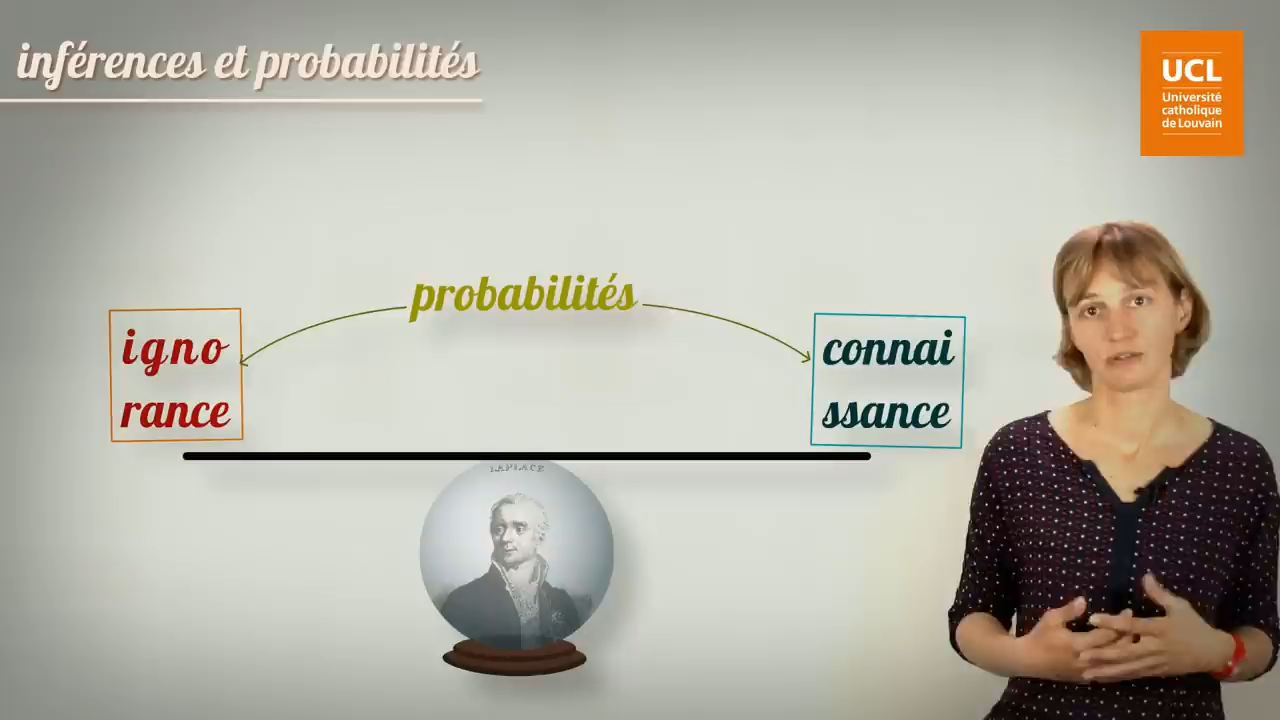 inférences et probabilités
UCL
Université
catholique
de Louvain
probabilités
igno
rance
connai
ssance
LAPLACE